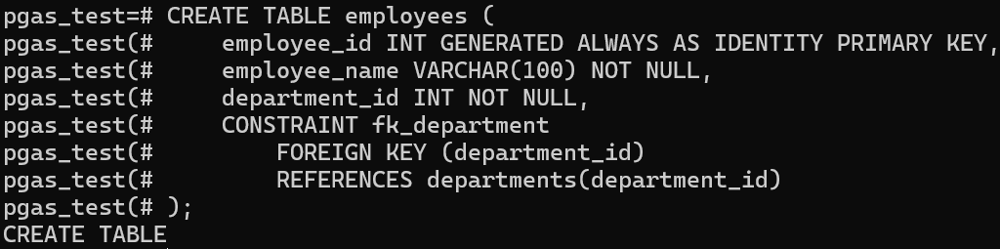 pgas_test=# CREATE TABLE employees (
pgas_test(#     employee_id INT GENERATED ALWAYS AS IDENTITY PRIMARY KEY,
pgas_test(#     employee_name VARCHAR(100) NOT NULL,
pgas_test(#     department_id INT NOT NULL,
pgas_test(#     CONSTRAINT fk_department
pgas_test(#         FOREIGN KEY (department_id)
pgas_test(#         REFERENCES departments(department_id)
pgas_test(# );
CREATE TABLE